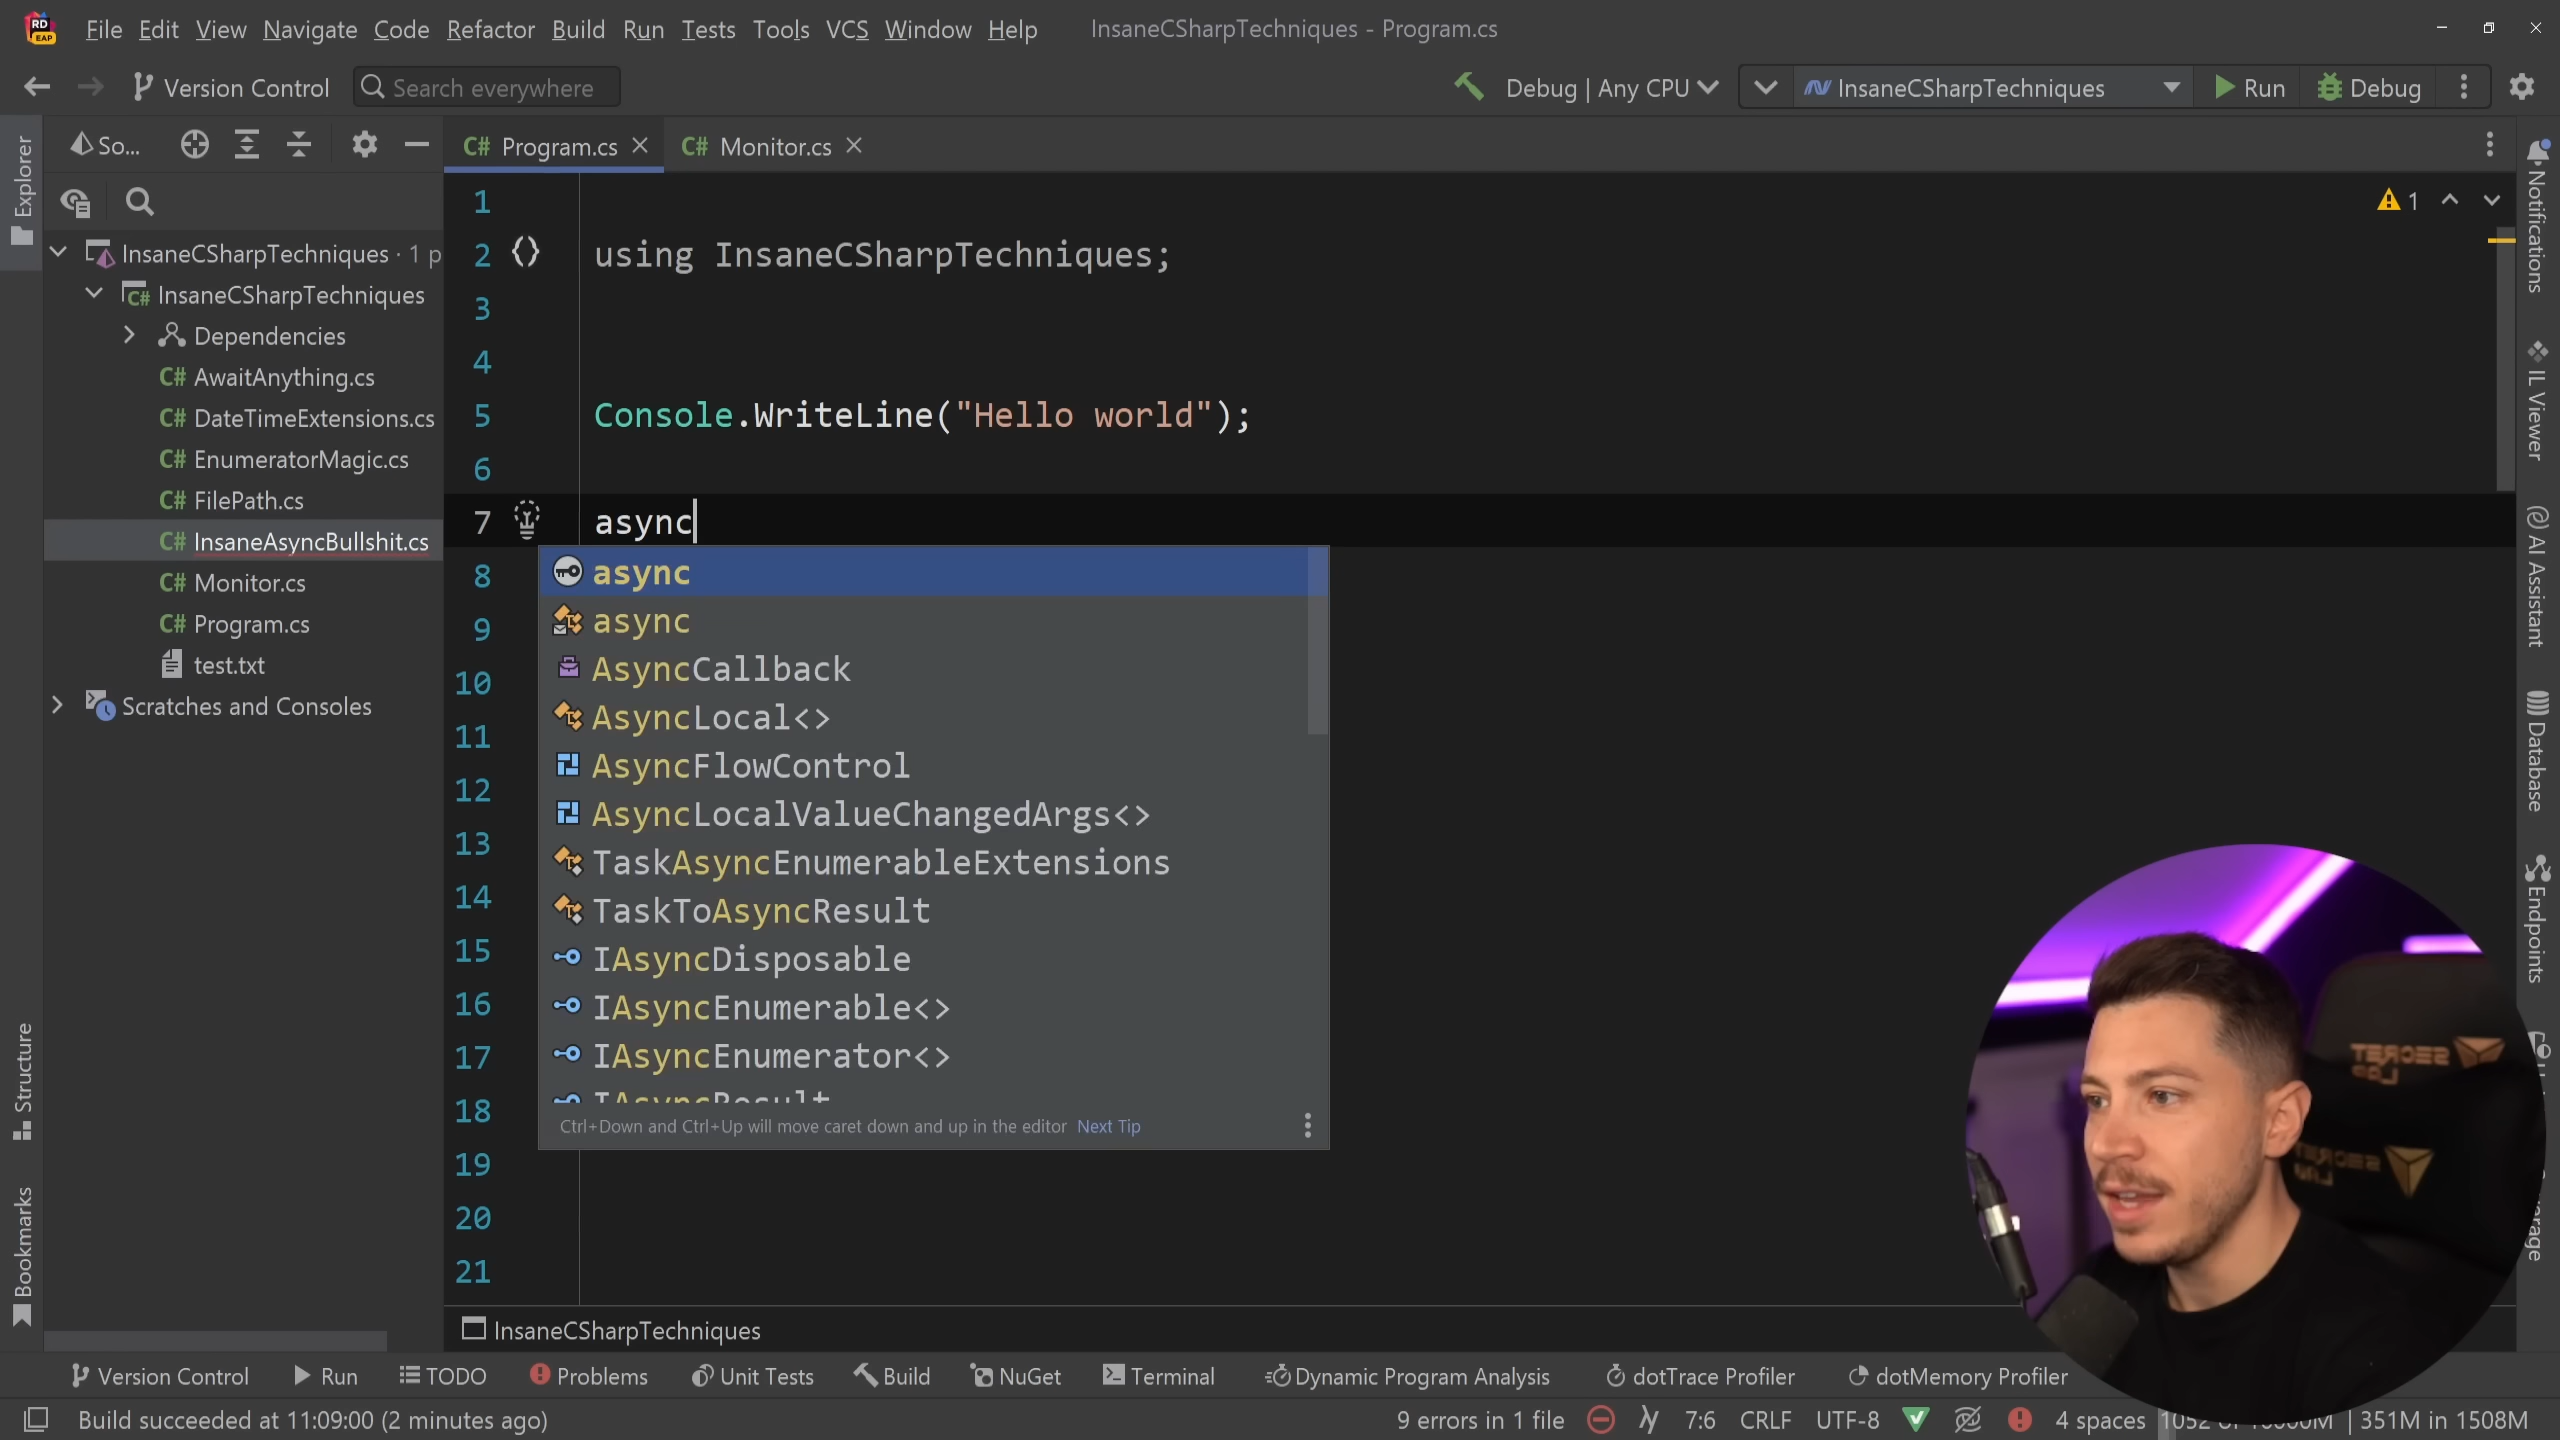 RD
EAP
File Edit View Navigate Code Refactor Build Run Tests Tools VCS Window Help
InsaneCSharpTechniques - Program.cs
Version Control
Search everywhere
Debug | Any CPU
InsaneCSharpTechniques
Run
Debug
Explorer
So...
C# Program.cs
C# Monitor.cs
InsaneCSharpTechniques · 1 p
C# InsaneCSharpTechniques
Dependencies
C# AwaitAnything.cs
C# DateTimeExtensions.cs
C# EnumeratorMagic.cs
C# FilePath.cs
C# InsaneAsyncBullshit.cs
C# Monitor.cs
C# Program.cs
test.txt
Scratches and Consoles
Structure
Bookmarks
1
2 {} using InsaneCSharpTechniques;
3
4
5 Console.WriteLine("Hello world");
6
7 async
8
9
10
11
12
13
14
15
16
17
18
19
20
21
async
async
AsyncCallback
AsyncLocal<>
AsyncFlowControl
AsyncLocalValueChangedArgs<>
TaskAsyncEnumerableExtensions
TaskToAsyncResult
IAsyncDisposable
IAsyncEnumerable<>
IAsyncEnumerator<>
IAsyncResult
Ctrl+Down and Ctrl+Up will move caret down and up in the editor Next Tip
1
Notifications
IL Viewer
AI Assistant
Database
Endpoints
SECRET
LAB
SECRET
LAB
InsaneCSharpTechniques
Version Control Run TODO Problems Unit Tests Build NuGet Terminal Dynamic Program Analysis dotTrace Profiler dotMemory Profiler
Build succeeded at 11:09:00 (2 minutes ago)
9 errors in 1 file 7:6 CRLF UTF-8 4 spaces | 351M in 1508M